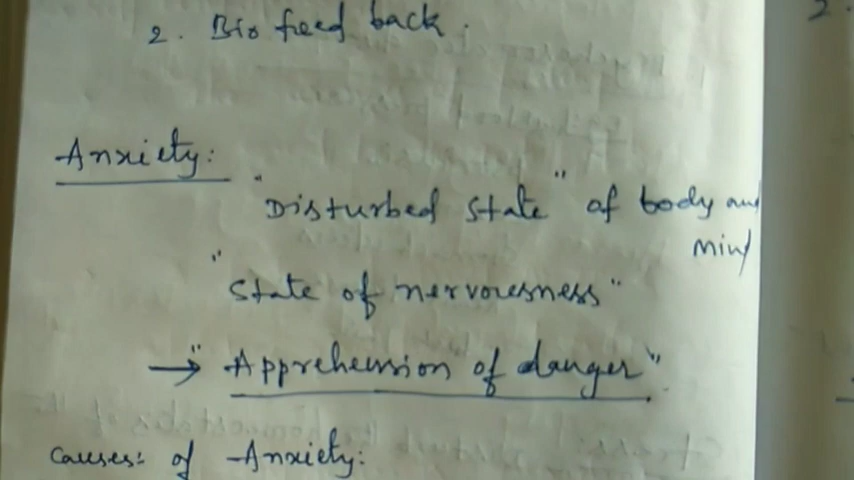 2. Bio feed back.
Anxiety:
"Disturbed state" of body and
mind
"State of nervousness"
→ "Apprehension of danger"
causes: of Anxiety:
2.